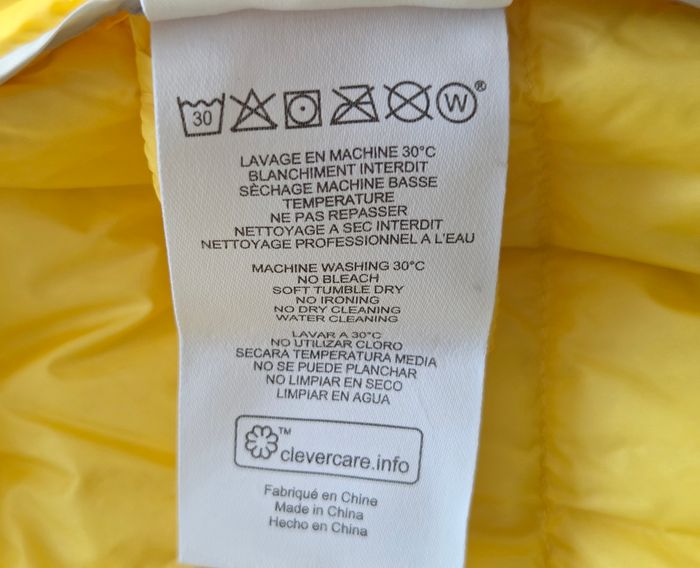 30 W ®
LAVAGE EN MACHINE 30°C
BLANCHIMENT INTERDIT
SÈCHAGE MACHINE BASSE
TEMPERATURE
NE PAS REPASSER
NETTOYAGE A SEC INTERDIT
NETTOYAGE PROFESSIONNEL A L'EAU
MACHINE WASHING 30°C
NO BLEACH
SOFT TUMBLE DRY
NO IRONING
NO DRY CLEANING
WATER CLEANING
LAVAR A 30°C
NO UTILIZAR CLORO
SECARA TEMPERATURA MEDIA
NO SE PUEDE PLANCHAR
NO LIMPIAR EN SECO
LIMPIAR EN AGUA
TM
clevercare.info
Fabriqué en Chine
Made in China
Hecho en China